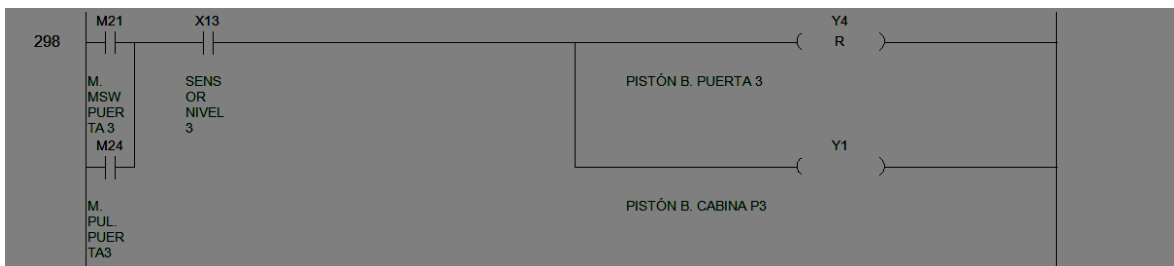 M21 X13 Y4
298 R
M.
MSW
PUER
TA 3
SENS
OR
NIVEL
3
PISTÓN B. PUERTA 3
M24 Y1
M.
PUL.
PUER
TA3
PISTÓN B. CABINA P3